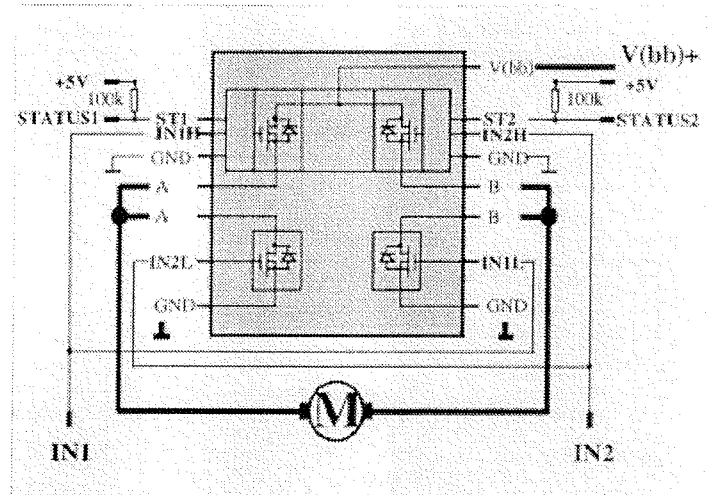 V(bb) V(bb)+
+5V +5V
100k 100k
STATUS1 ST1 ST2 STATUS2
IN1H IN2H
GND GND
A B
A B
IN2L IN1L
GND GND
M
IN1 IN2